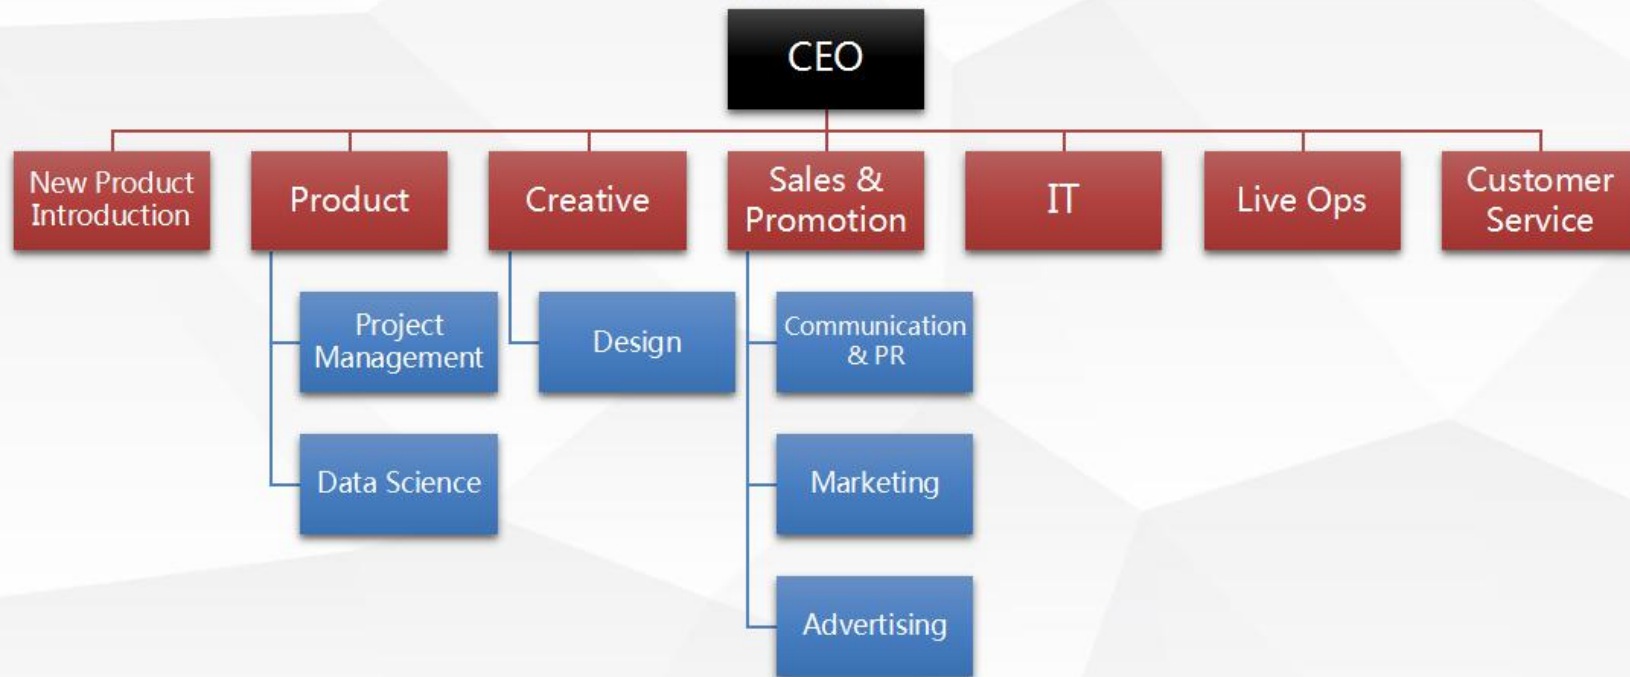 CEO
New Product
Introduction
Product
Creative
Sales &
Promotion
IT
Live Ops
Customer
Service
Project
Management
Design
Communication
& PR
Data Science
Marketing
Advertising